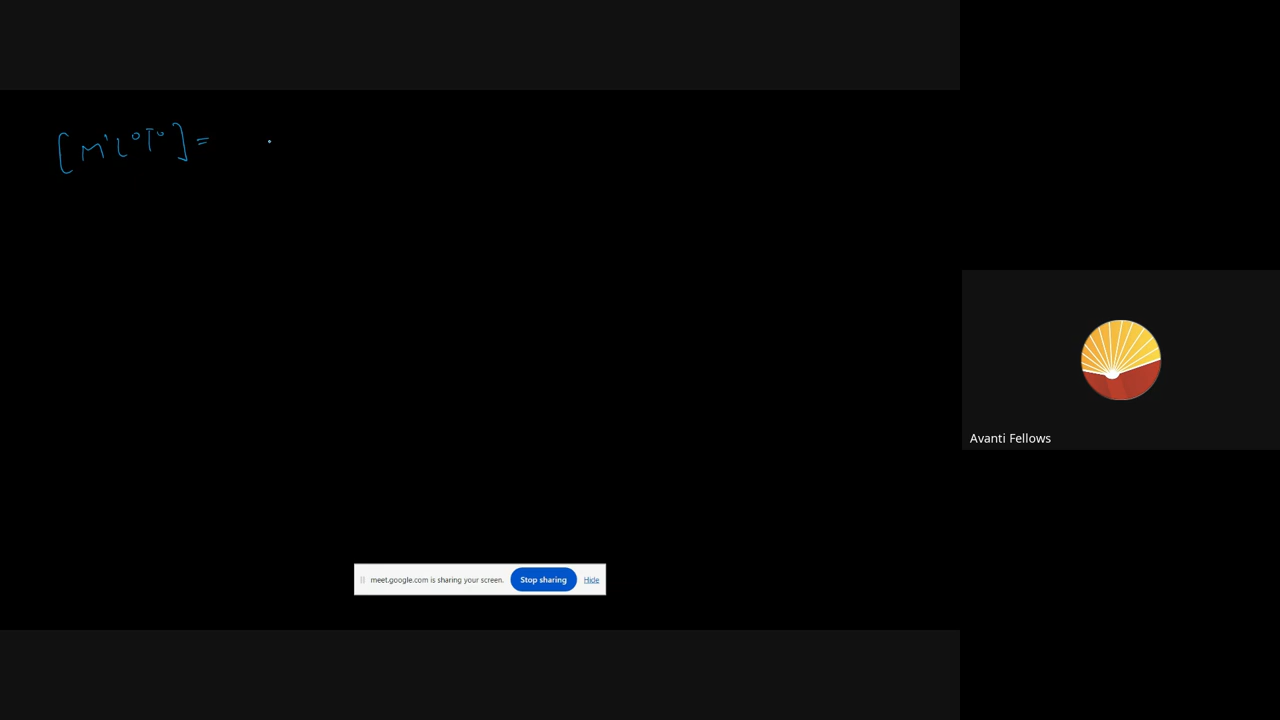 [M¹L⁰T⁰] =
Avanti Fellows
meet.google.com is sharing your screen. Stop sharing Hide